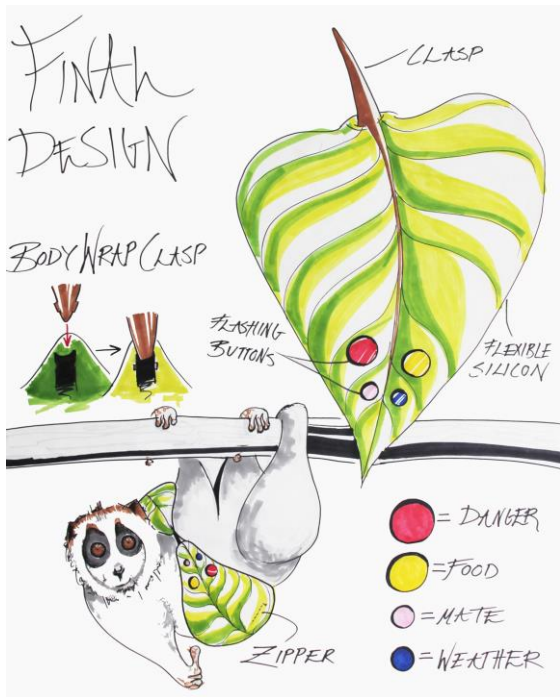 FINAL
DESIGN
CLASP
BODY WRAP CLASP
FLASHING
BUTTONS
FLEXIBLE
SILICON
= DANGER
= FOOD
= MATE
= WEATHER
ZIPPER